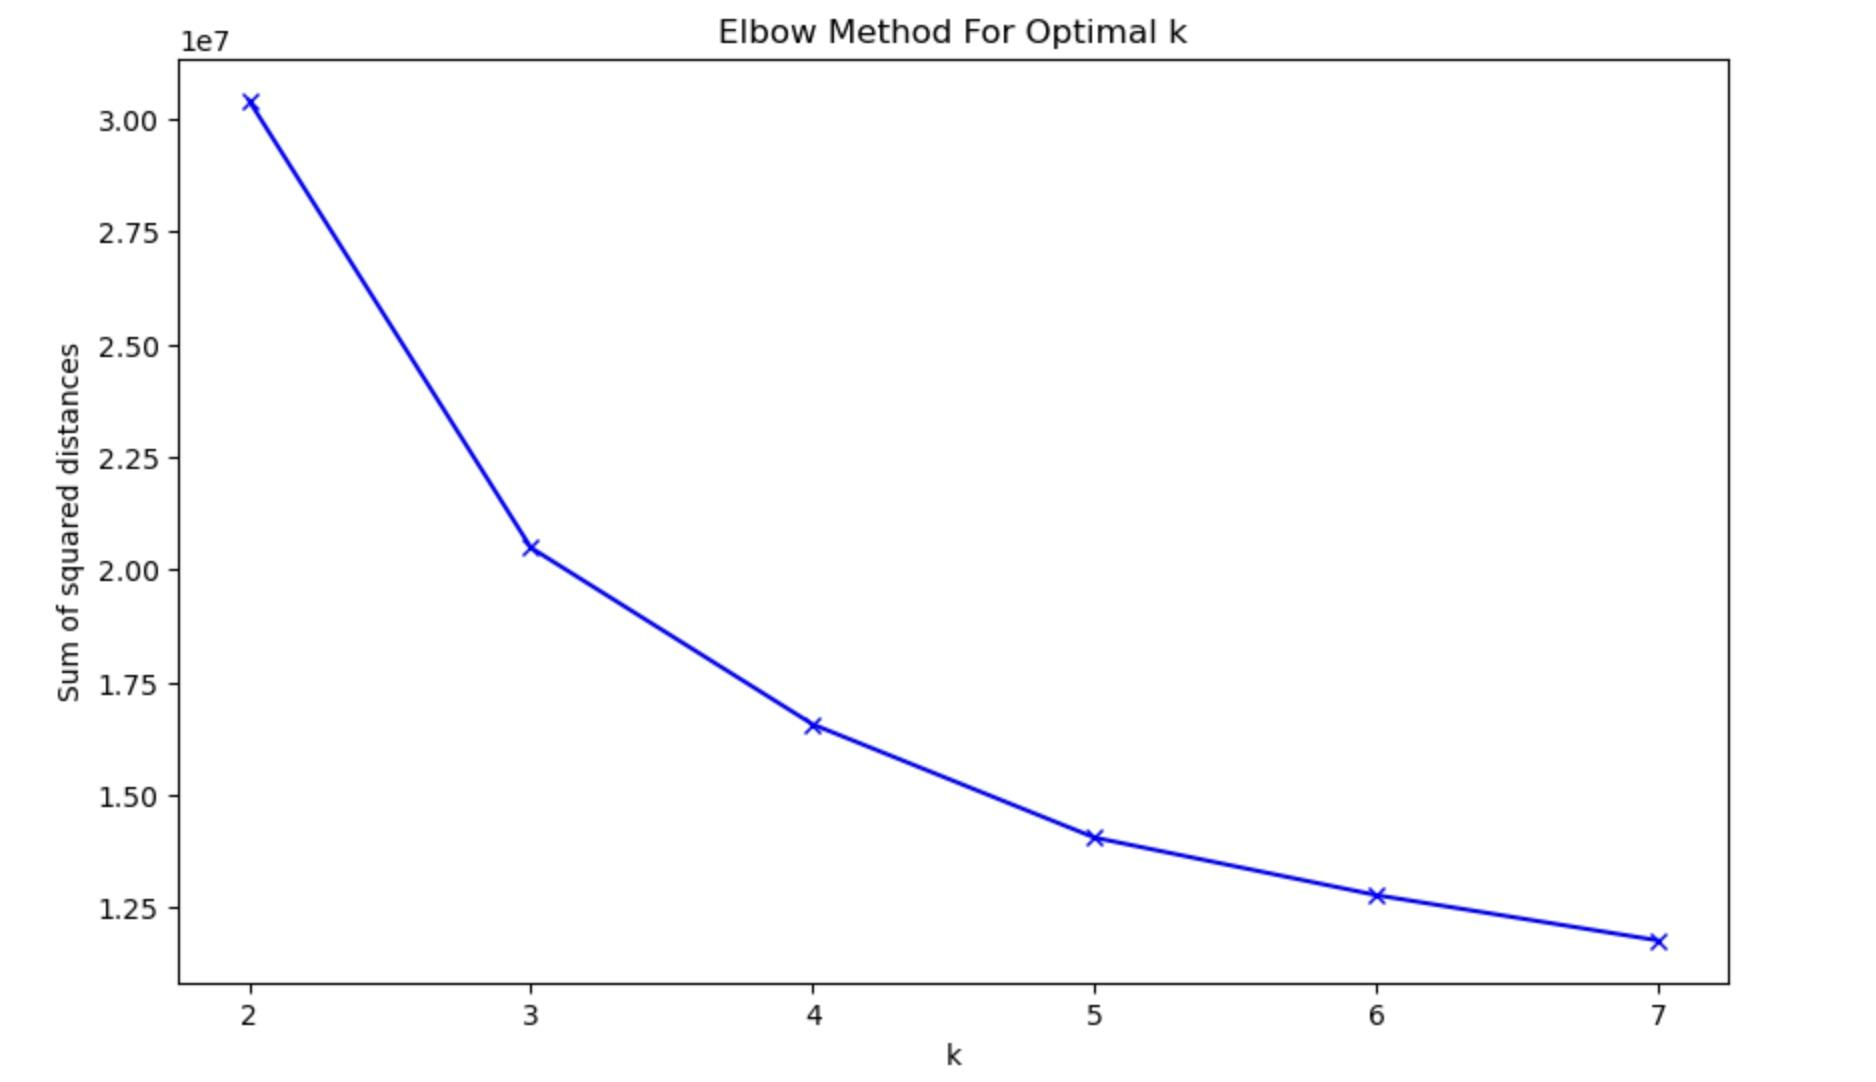 Elbow Method For Optimal k
1e7
3.00
2.75
2.50
2.25
2.00
1.75
1.50
1.25
Sum of squared distances
2 3 4 5 6 7
k